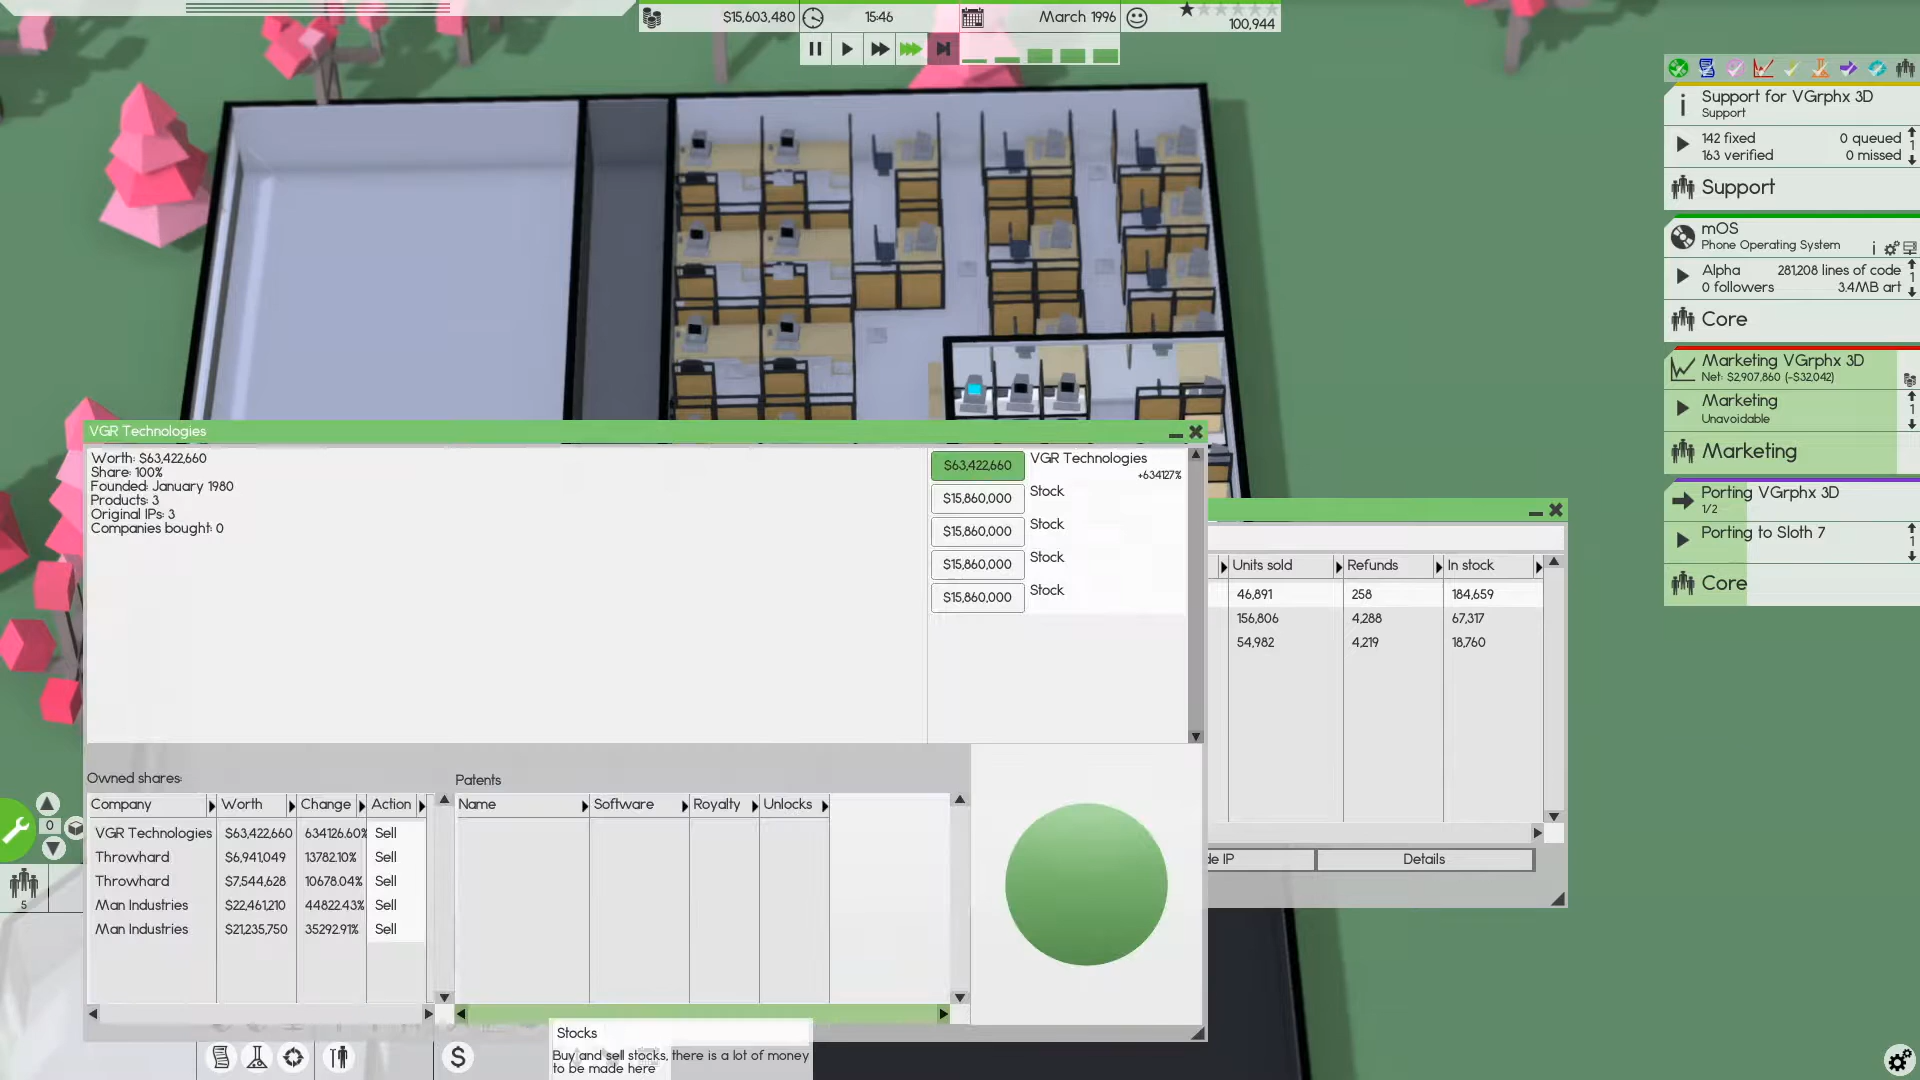 $15,603,480
15:46
March 1996
100,944
Support for VGrphx 3D
Support
142 fixed
0 queued
1
163 verified
0 missed
Support
mOS
Phone Operating System
Alpha
281,208 lines of code
1
0 followers
3.4MB art
Core
Marketing VGrphx 3D
Net: $2,907,860 (-$32,042)
Marketing
1
Unavoidable
Marketing
Porting VGrphx 3D
1/2
Porting to Sloth 7
1
Core
VGR Technologies
Worth: $63,422,660
Share: 100%
Founded: January 1980
Products: 3
Original IPs: 3
Companies bought: 0
$63,422,660
VGR Technologies
+634127%
$15,860,000
Stock
$15,860,000
Stock
$15,860,000
Stock
$15,860,000
Stock
Units sold
Refunds
In stock
46,891
258
184,659
156,806
4,288
67,317
54,982
4,219
18,760
de IP
Details
Owned shares:
Company
Worth
Change
Action
VGR Technologies
$63,422,660
634126.60%
Sell
Throwhard
$6,941,049
13782.10%
Sell
Throwhard
$7,544,628
10678.04%
Sell
Man Industries
$22,461,210
44822.43%
Sell
Man Industries
$21,235,750
35292.91%
Sell
Patents
Name
Software
Royalty
Unlocks
0
5
Stocks
Buy and sell stocks, there is a lot of money
to be made here